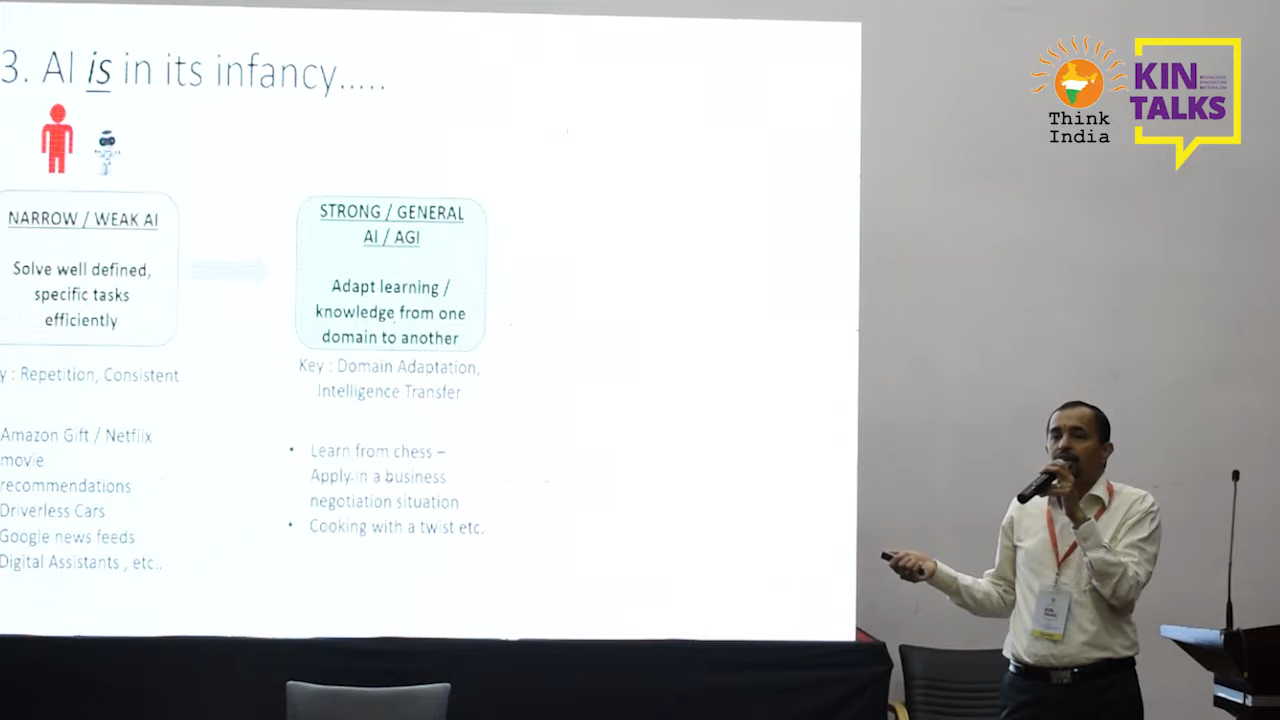 3. AI is in its infancy.....
NARROW / WEAK AI
Solve well defined,
specific tasks
efficiently
y : Repetition, Consistent
Amazon Gift / Netflix
movie
recommendations
Driverless Cars
Google news feeds
Digital Assistants , etc..
STRONG / GENERAL
AI / AGI
Adapt learning /
knowledge from one
domain to another
Key : Domain Adaptation,
Intelligence Transfer
• Learn from chess –
Apply in a business
negotiation situation
• Cooking with a twist etc.
Think
India
KIN
TALKS
KIN
TALKS